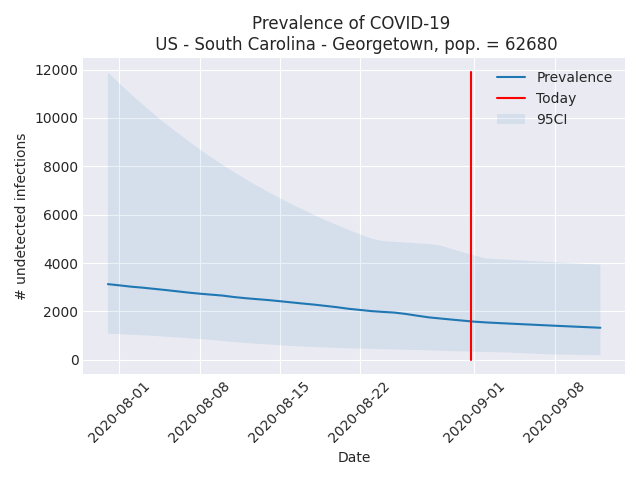 Prevalence of COVID-19
US - South Carolina - Georgetown, pop. = 62680
Prevalence
Today
95CI
# undetected infections
12000
10000
8000
6000
4000
2000
0
2020-08-01
2020-08-08
2020-08-15
2020-08-22
2020-09-01
2020-09-08
Date